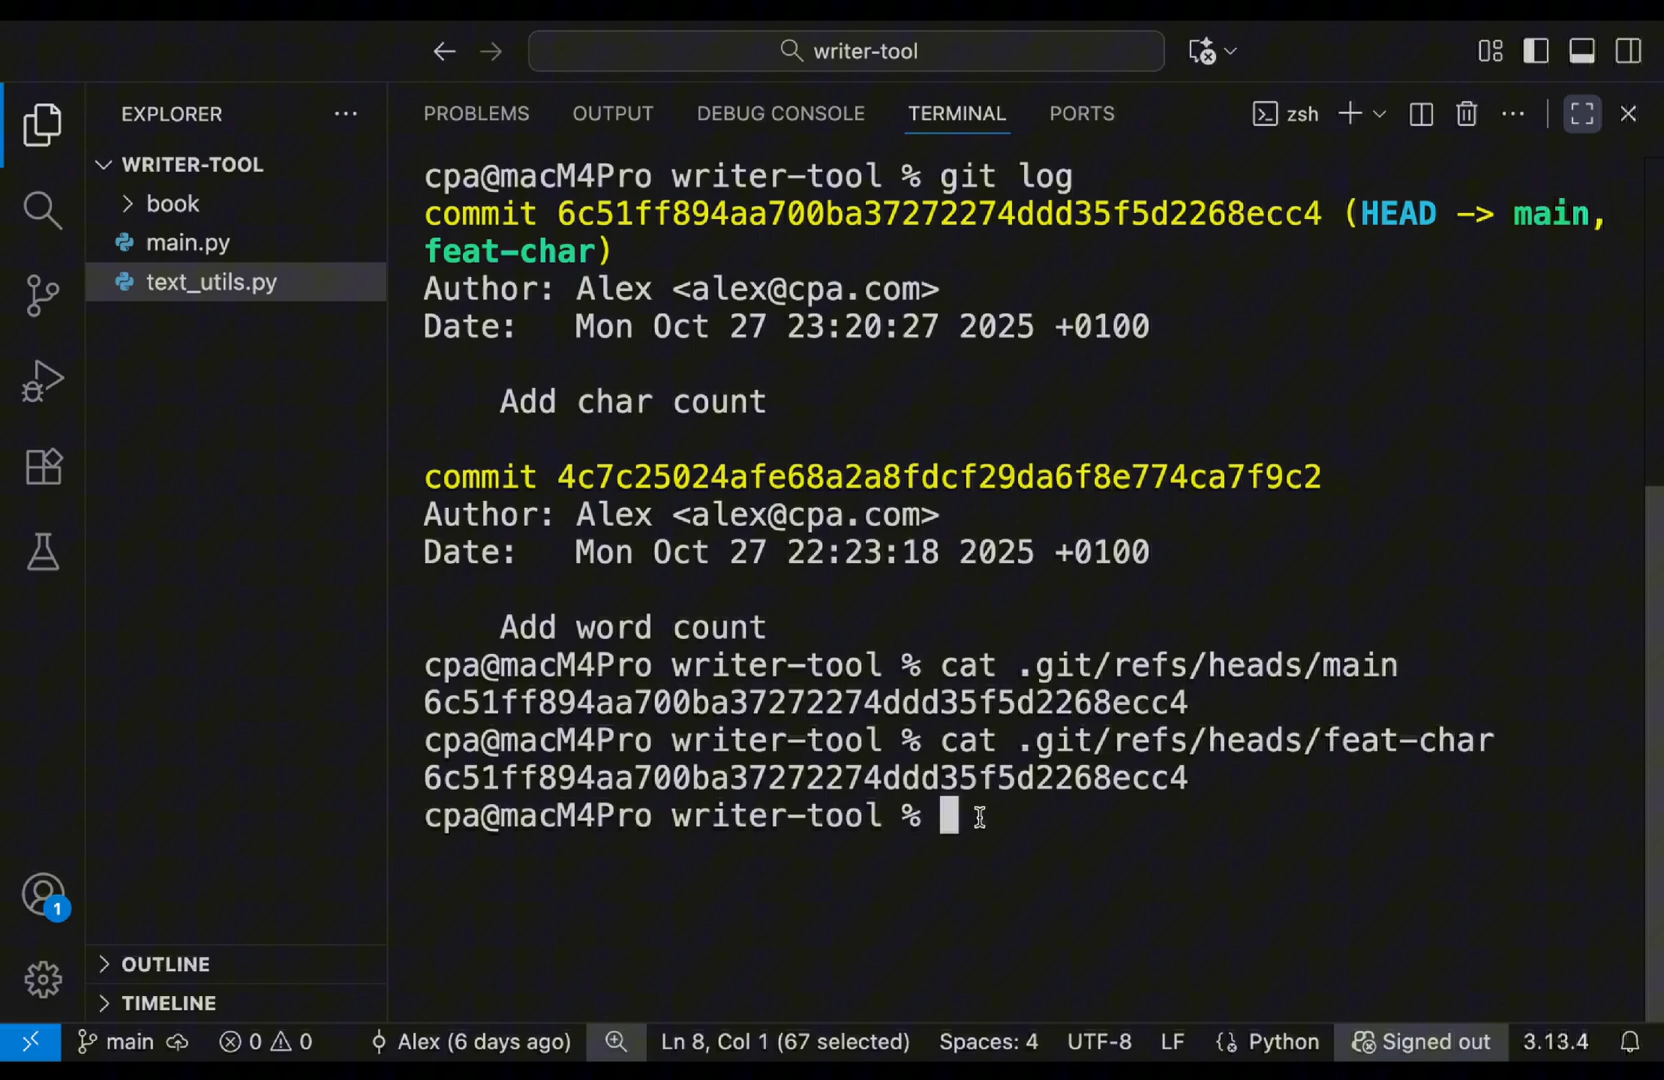 writer-tool
EXPLORER
WRITER-TOOL
book
main.py
text_utils.py
OUTLINE
TIMELINE
PROBLEMS OUTPUT DEBUG CONSOLE TERMINAL PORTS
zsh
cpa@macM4Pro writer-tool % git log
commit 6c51ff894aa700ba37272274ddd35f5d2268ecc4 (HEAD -> main,
feat-char)
Author: Alex <alex@cpa.com>
Date:   Mon Oct 27 23:20:27 2025 +0100
Add char count
commit 4c7c25024afe68a2a8fdcf29da6f8e774ca7f9c2
Author: Alex <alex@cpa.com>
Date:   Mon Oct 27 22:23:18 2025 +0100
Add word count
cpa@macM4Pro writer-tool % cat .git/refs/heads/main
6c51ff894aa700ba37272274ddd35f5d2268ecc4
cpa@macM4Pro writer-tool % cat .git/refs/heads/feat-char
6c51ff894aa700ba37272274ddd35f5d2268ecc4
cpa@macM4Pro writer-tool %
1
main 0 0 Alex (6 days ago) Ln 8, Col 1 (67 selected) Spaces: 4 UTF-8 LF Python Signed out 3.13.4